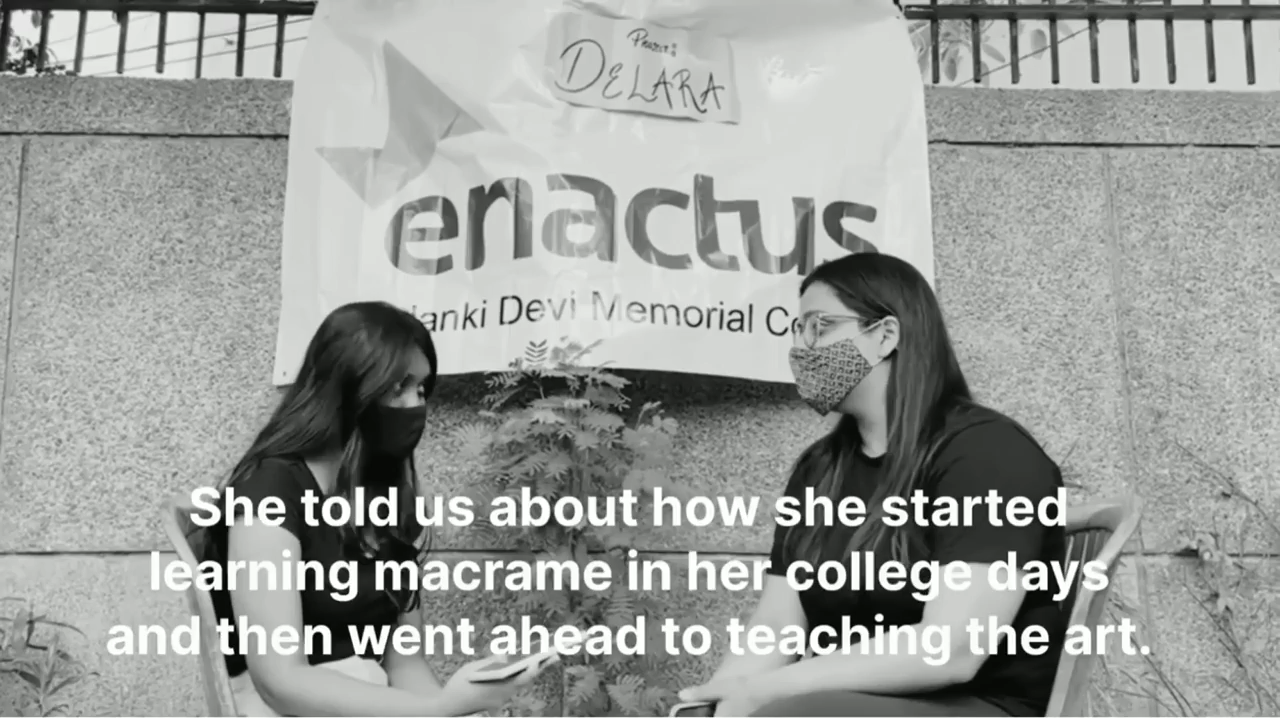 Project:
DELARA
enactus
Janki Devi Memorial Co
She told us about how she started
learning macrame in her college days
and then went ahead to teaching the art.